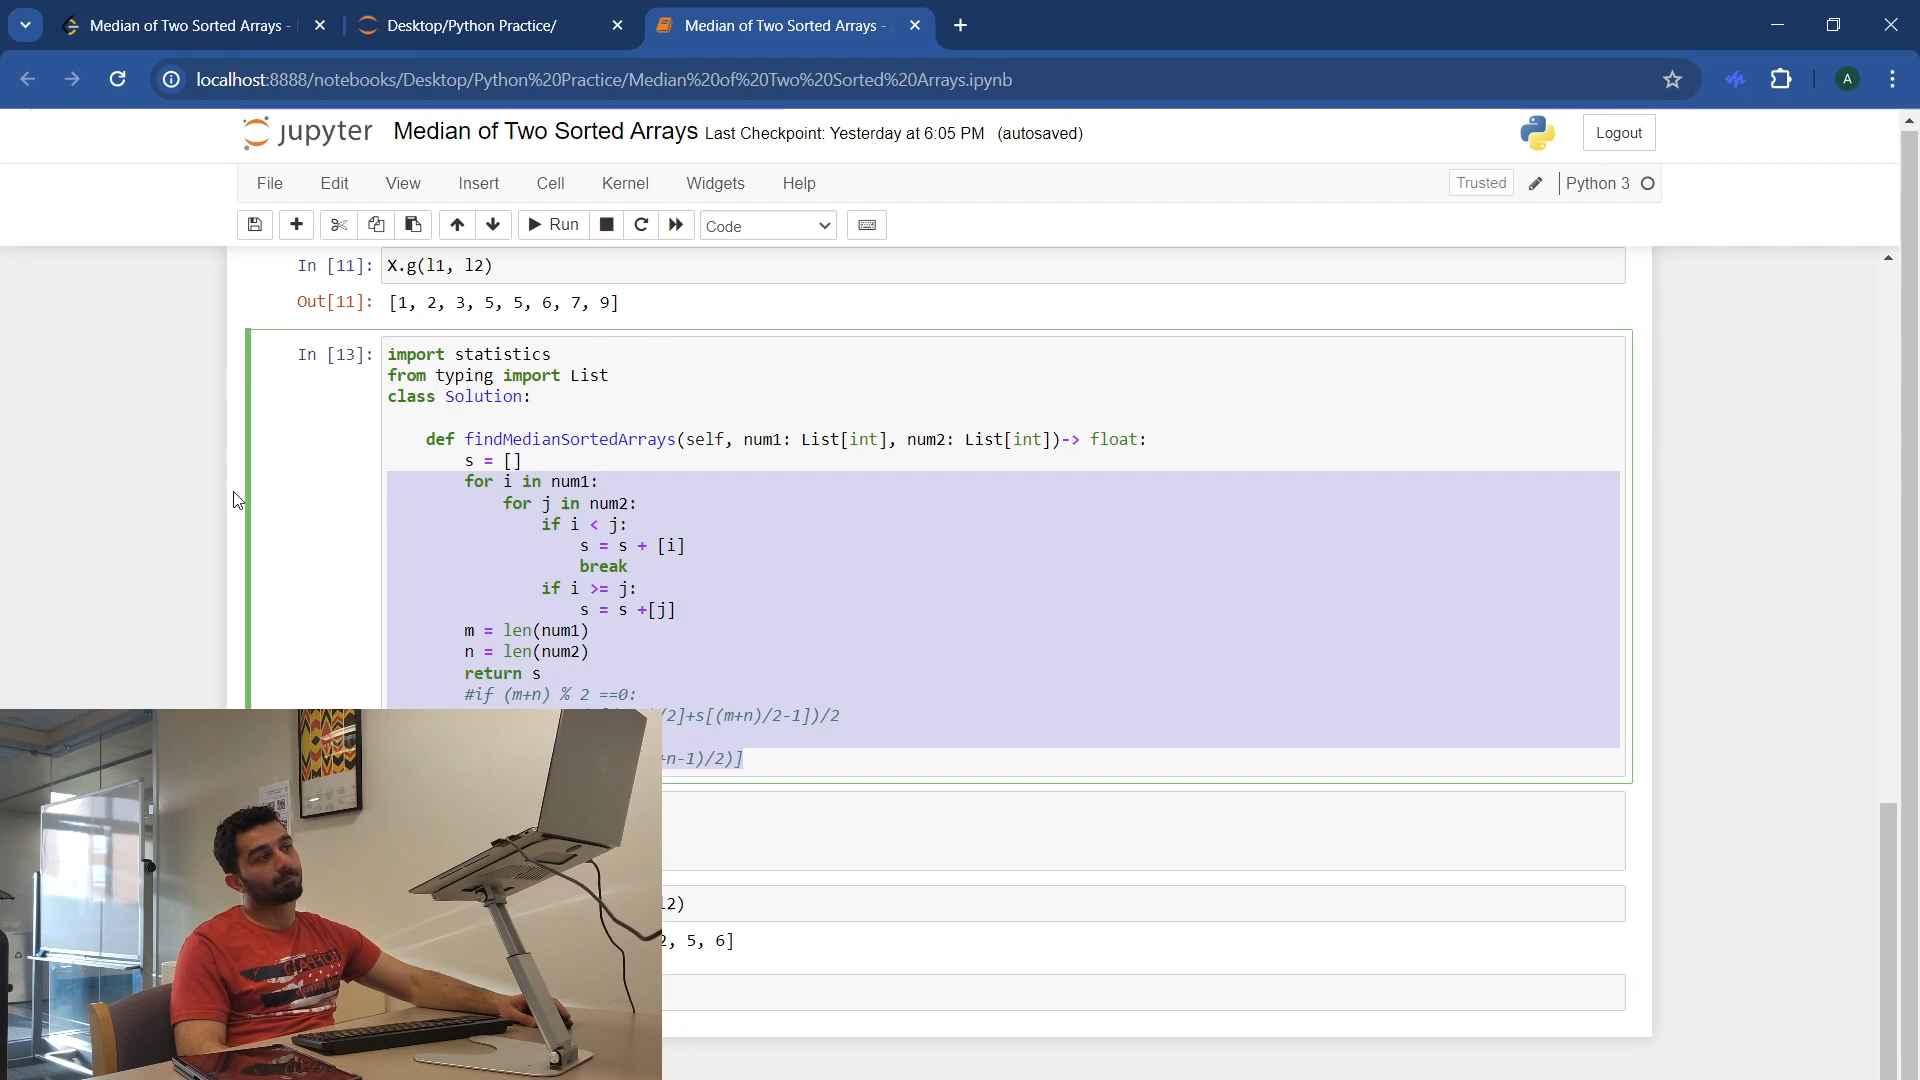 Median of Two Sorted Arrays -
Desktop/Python Practice/
Median of Two Sorted Arrays -
localhost:8888/notebooks/Desktop/Python%20Practice/Median%20of%20Two%20Sorted%20Arrays.ipynb
A
jupyter Median of Two Sorted Arrays Last Checkpoint: Yesterday at 6:05 PM (autosaved)
Logout
File Edit View Insert Cell Kernel Widgets Help
Trusted Python 3
Run Code
In [11]: X.g(l1, l2)
Out[11]: [1, 2, 3, 5, 5, 6, 7, 9]
In [13]: import statistics
from typing import List
class Solution:
def findMedianSortedArrays(self, num1: List[int], num2: List[int])-> float:
s = []
for i in num1:
for j in num2:
if i < j:
s = s + [i]
break
if i >= j:
s = s +[j]
m = len(num1)
n = len(num2)
return s
#if (m+n) % 2 ==0:
/2]+s[(m+n)/2-1])/2
n-1)/2)]
l2)
2, 5, 6]